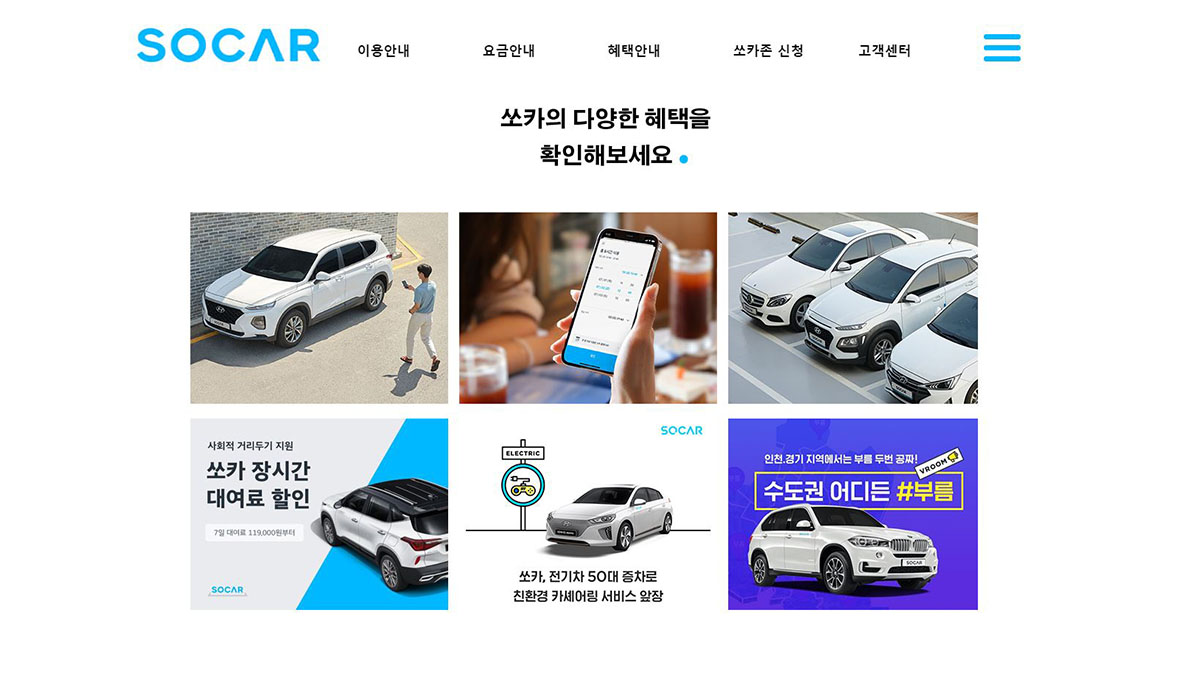 SOCAR
이용안내
요금안내
혜택안내
쏘카존 신청
고객센터
쏘카의 다양한 혜택을
확인해보세요
사회적 거리두기 지원
쏘카 장시간
대여료 할인
7일 대여료 119,000원부터
SOCAR
SOCAR
ELECTRIC
쏘카, 전기차 50대 증차로
친환경 카셰어링 서비스 앞장
인천.경기 지역에서는 부름 두번 공짜!
VROOM
수도권 어디든 #부름
SOCAR